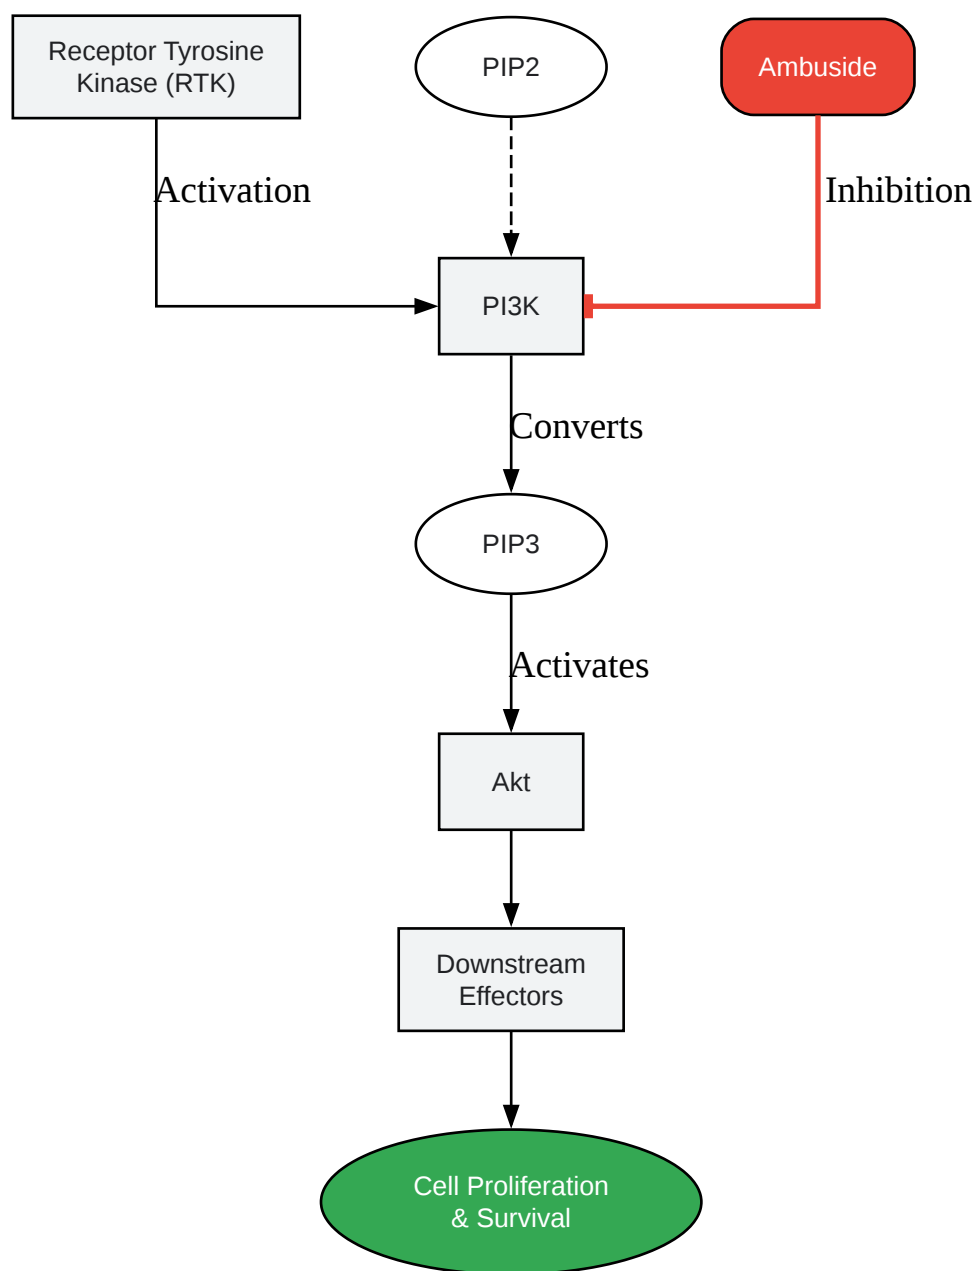 Receptor Tyrosine
Kinase (RTK)
PIP2
Ambuside
Activation
Inhibition
PI3K
Converts
PIP3
Activates
Akt
Downstream
Effectors
Cell Proliferation
& Survival